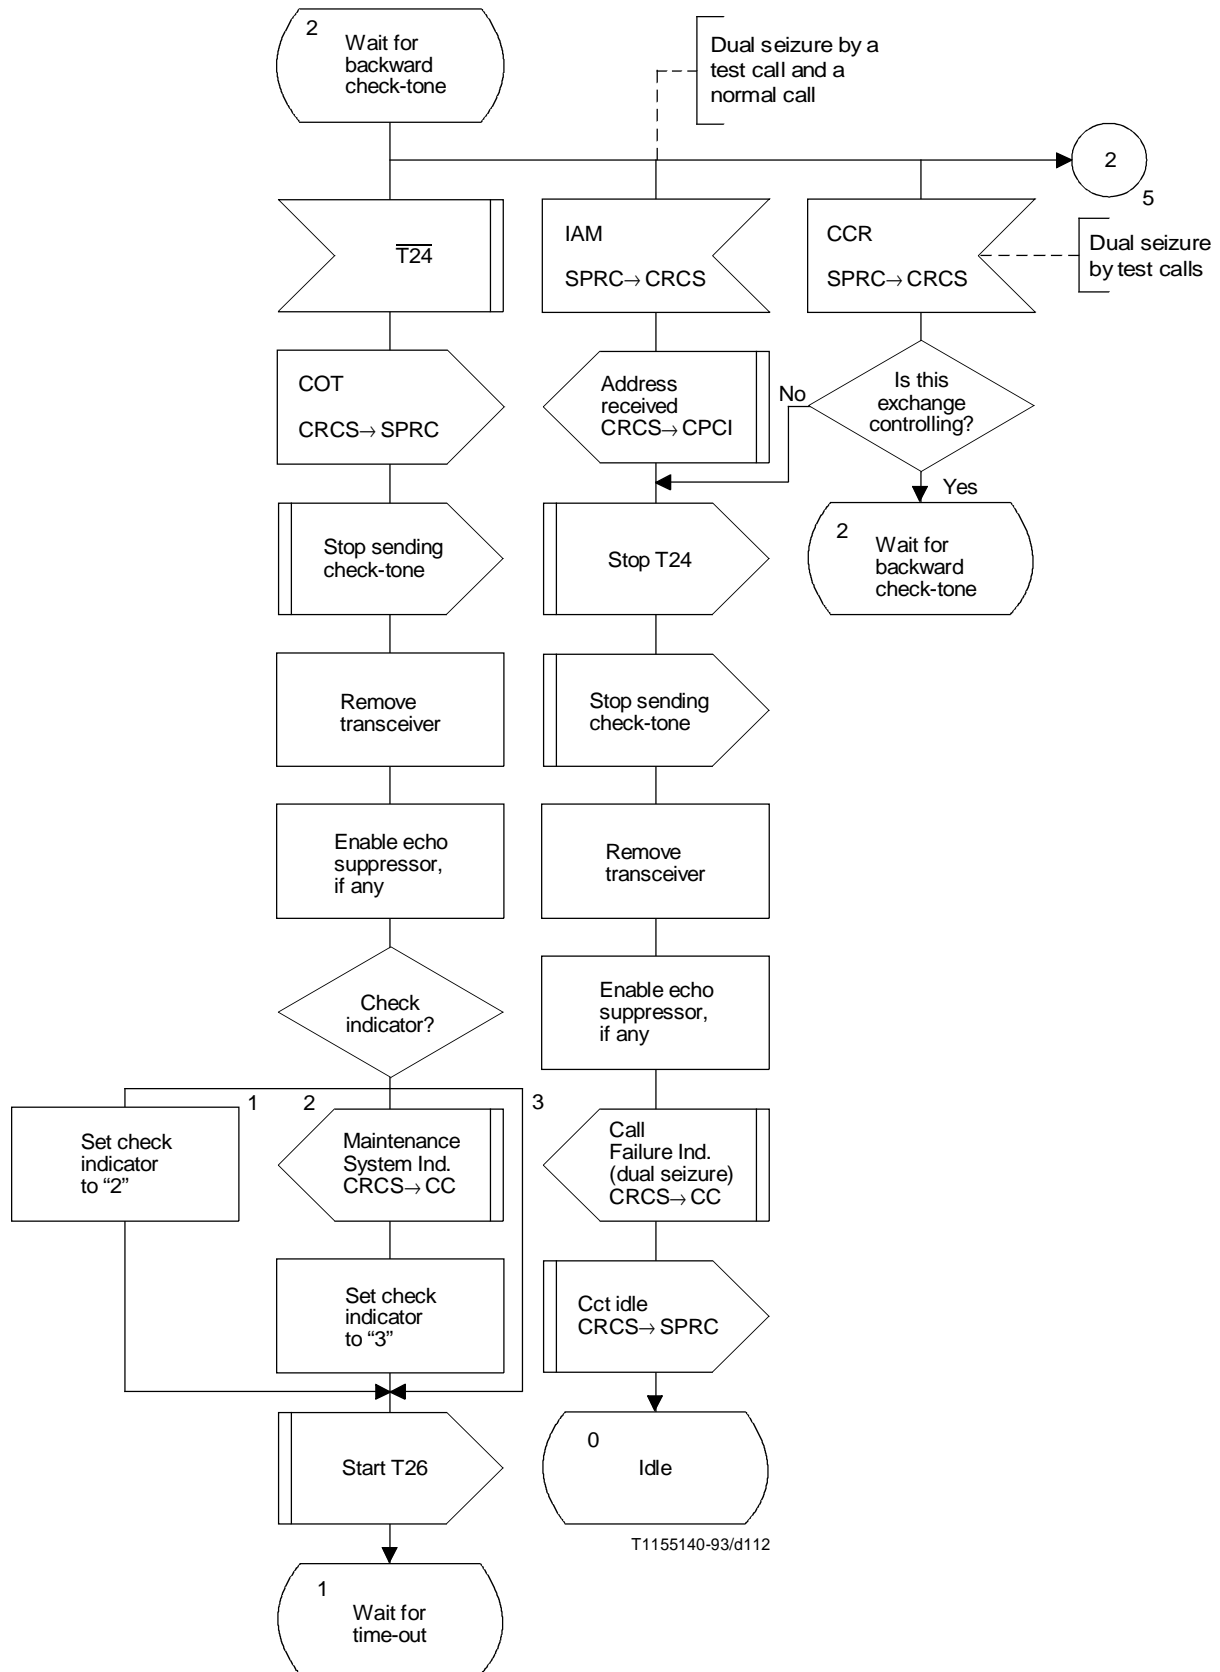 2
Wait for
backward
check-tone
Dual seizure by a
test call and a
normal call
2
5
T24
IAM
SPRC→CRCS
CCR
SPRC→CRCS
Dual seizure
by test calls
COT
CRCS→SPRC
Address
received
CRCS→CPCI
No
Is this
exchange
controlling?
Yes
Stop sending
check-tone
Stop T24
2
Wait for
backward
check-tone
Remove
transceiver
Stop sending
check-tone
Enable echo
suppressor,
if any
Remove
transceiver
Check
indicator?
Enable echo
suppressor,
if any
1
2
3
Set check
indicator
to “2”
Maintenance
System Ind.
CRCS→CC
Call
Failure Ind.
(dual seizure)
CRCS→CC
Set check
indicator
to “3”
Cct idle
CRCS→SPRC
Start T26
0
Idle
T1155140-93/d112
1
Wait for
time-out